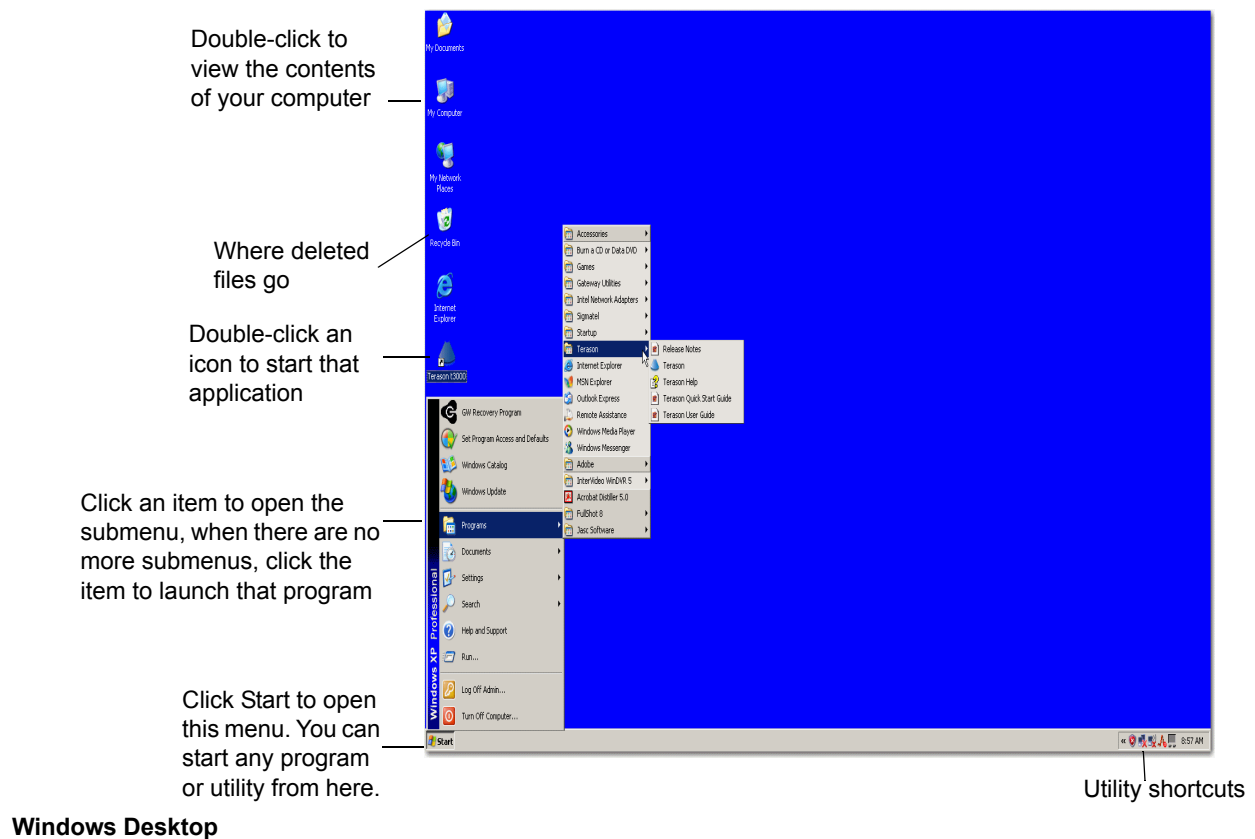 Double-click to
view the contents
of your computer
Where deleted
files go
Double-click an
icon to start that
application
Click an item to open the
submenu, when there are no
more submenus, click the
item to launch that program
Click Start to open
this menu. You can
start any program
or utility from here.
My Documents
My Computer
My Network
Places
Recycle Bin
Internet
Explorer
Terason t3000
Accessories
Burn a CD or Data DVD
Games
Gateway Utilities
Intel Network Adapters
Sigmatel
Startup
Terason
Internet Explorer
MSN Explorer
Outlook Express
Remote Assistance
Windows Media Player
Windows Messenger
Adobe
InterVideo WinDVR 5
Acrobat Distiller 5.0
FullShot 8
Jasc Software
Release Notes
Terason
Terason Help
Terason Quick Start Guide
Terason User Guide
GW Recovery Program
Set Program Access and Defaults
Windows Catalog
Windows Update
Programs
Documents
Settings
Search
Help and Support
Run...
Log Off Admin...
Turn Off Computer...
Windows XP Professional
Start
« 8:57 AM
Utility shortcuts
Windows Desktop